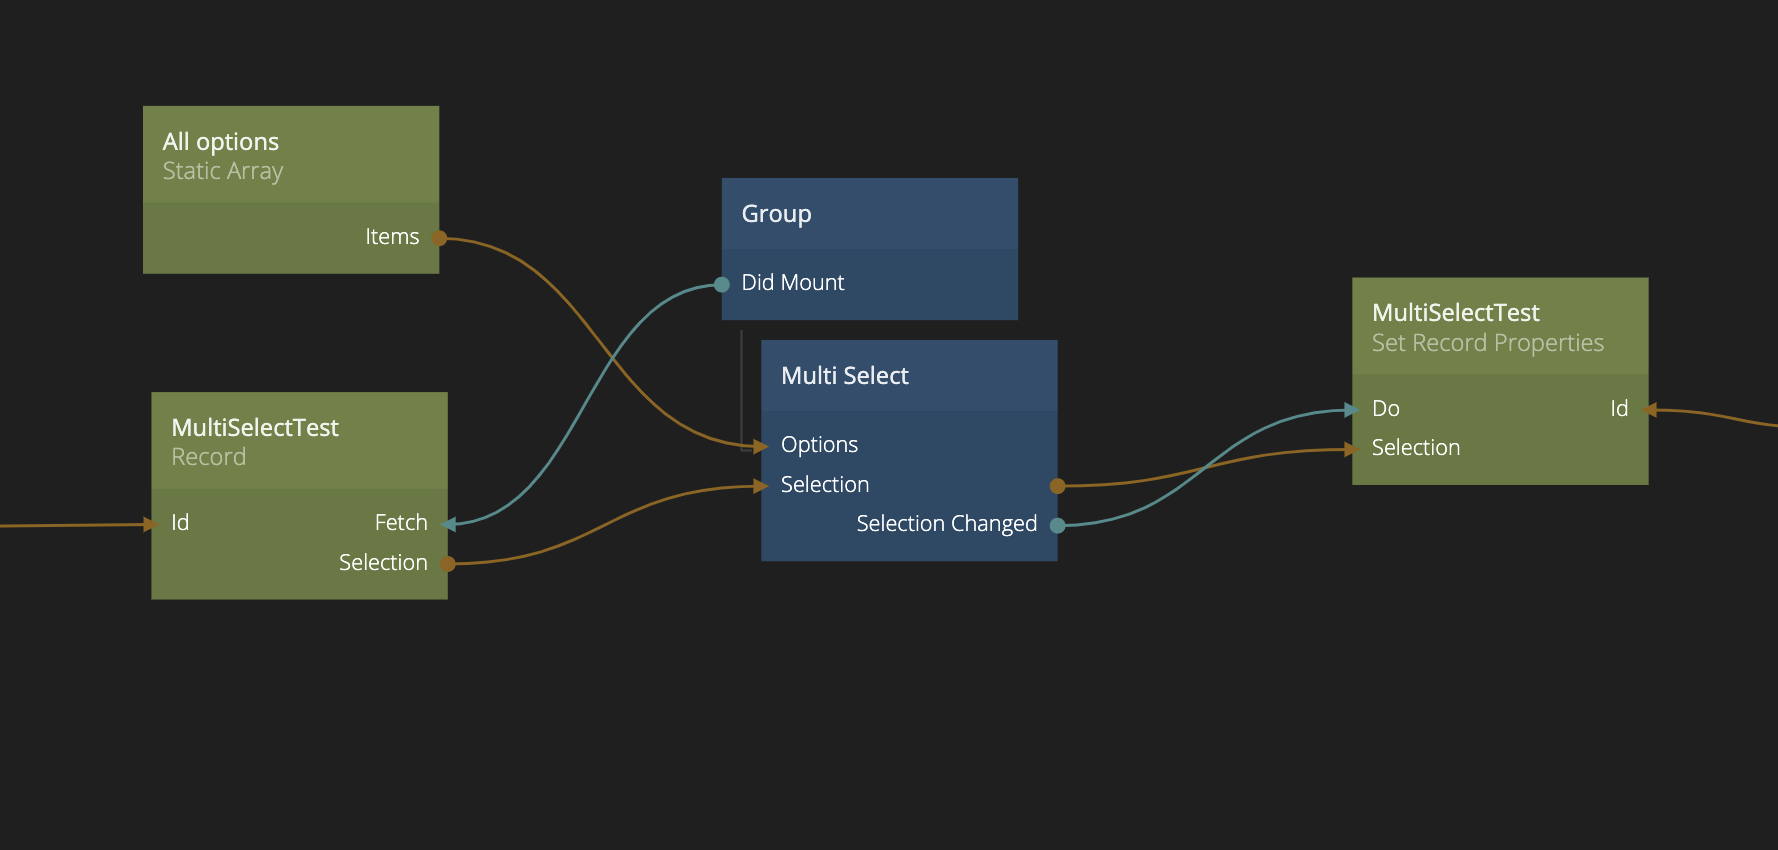 All options
Static Array
Items
Group
Did Mount
MultiSelectTest
Record
Id
Fetch
Selection
Multi Select
Options
Selection
Selection Changed
MultiSelectTest
Set Record Properties
Do
Id
Selection